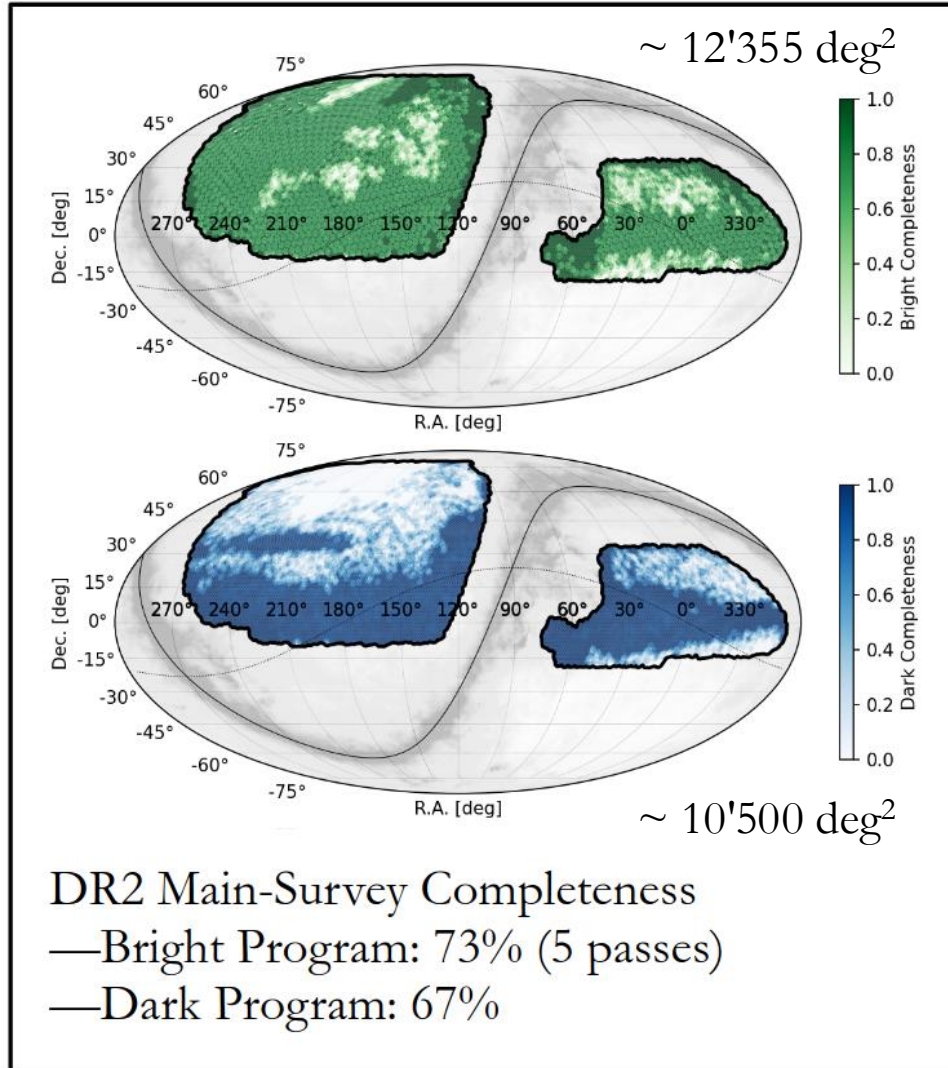 ~ 12'355 deg²
75°
60°
45°
30°
15°
0°
-15°
-30°
-45°
-60°
-75°
270° 240° 210° 180° 150° 120° 90° 60° 30° 0° 330°
Dec. [deg]
R.A. [deg]
1.0
0.8
0.6
0.4
0.2
0.0
Bright Completeness
75°
60°
45°
30°
15°
0°
-15°
-30°
-45°
-60°
-75°
270° 240° 210° 180° 150° 120° 90° 60° 30° 0° 330°
Dec. [deg]
R.A. [deg]
1.0
0.8
0.6
0.4
0.2
0.0
Dark Completeness
~ 10'500 deg²
DR2 Main-Survey Completeness
—Bright Program: 73% (5 passes)
—Dark Program: 67%